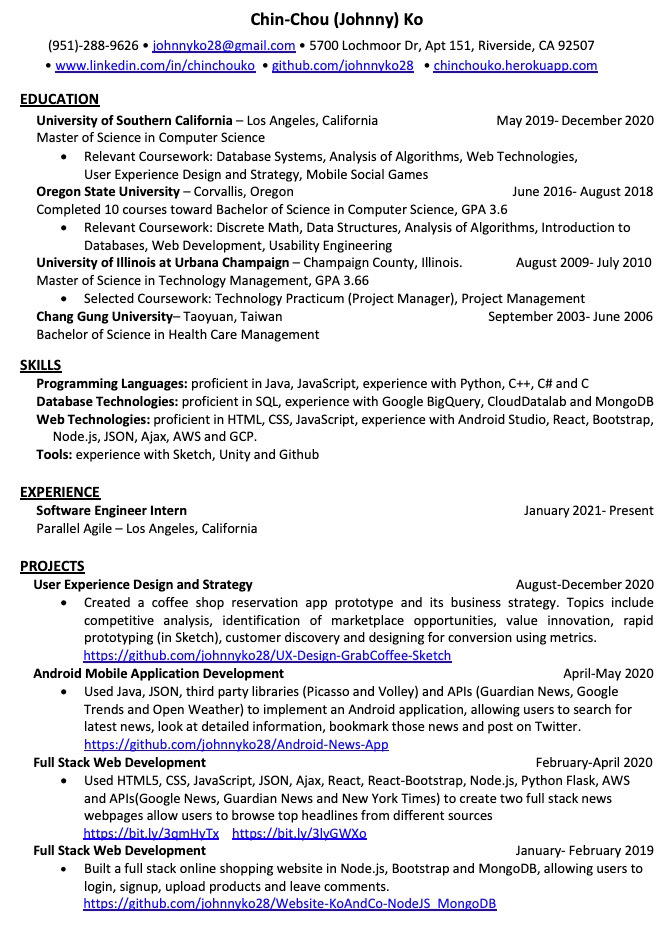 Chin-Chou (Johnny) Ko
(951)-288-9626 • johnnyko28@gmail.com • 5700 Lochmoor Dr, Apt 151, Riverside, CA 92507
• www.linkedin.com/in/chinchouko • github.com/johnnyko28 • chinchouko.herokuapp.com
EDUCATION
University of Southern California – Los Angeles, California May 2019- December 2020
Master of Science in Computer Science
• Relevant Coursework: Database Systems, Analysis of Algorithms, Web Technologies,
User Experience Design and Strategy, Mobile Social Games
Oregon State University – Corvallis, Oregon June 2016- August 2018
Completed 10 courses toward Bachelor of Science in Computer Science, GPA 3.6
• Relevant Coursework: Discrete Math, Data Structures, Analysis of Algorithms, Introduction to
Databases, Web Development, Usability Engineering
University of Illinois at Urbana Champaign – Champaign County, Illinois. August 2009- July 2010
Master of Science in Technology Management, GPA 3.66
• Selected Coursework: Technology Practicum (Project Manager), Project Management
Chang Gung University– Taoyuan, Taiwan September 2003- June 2006
Bachelor of Science in Health Care Management
SKILLS
Programming Languages: proficient in Java, JavaScript, experience with Python, C++, C# and C
Database Technologies: proficient in SQL, experience with Google BigQuery, CloudDatalab and MongoDB
Web Technologies: proficient in HTML, CSS, JavaScript, experience with Android Studio, React, Bootstrap,
Node.js, JSON, Ajax, AWS and GCP.
Tools: experience with Sketch, Unity and Github
EXPERIENCE
Software Engineer Intern January 2021- Present
Parallel Agile – Los Angeles, California
PROJECTS
User Experience Design and Strategy August-December 2020
• Created a coffee shop reservation app prototype and its business strategy. Topics include
competitive analysis, identification of marketplace opportunities, value innovation, rapid
prototyping (in Sketch), customer discovery and designing for conversion using metrics.
https://github.com/johnnyko28/UX-Design-GrabCoffee-Sketch
Android Mobile Application Development April-May 2020
• Used Java, JSON, third party libraries (Picasso and Volley) and APIs (Guardian News, Google
Trends and Open Weather) to implement an Android application, allowing users to search for
latest news, look at detailed information, bookmark those news and post on Twitter.
https://github.com/johnnyko28/Android-News-App
Full Stack Web Development February-April 2020
• Used HTML5, CSS, JavaScript, JSON, Ajax, React, React-Bootstrap, Node.js, Python Flask, AWS
and APIs(Google News, Guardian News and New York Times) to create two full stack news
webpages allow users to browse top headlines from different sources
https://bit.ly/3qmHyTx https://bit.ly/3lyGWXo
Full Stack Web Development January- February 2019
• Built a full stack online shopping website in Node.js, Bootstrap and MongoDB, allowing users to
login, signup, upload products and leave comments.
https://github.com/johnnyko28/Website-KoAndCo-NodeJS_MongoDB